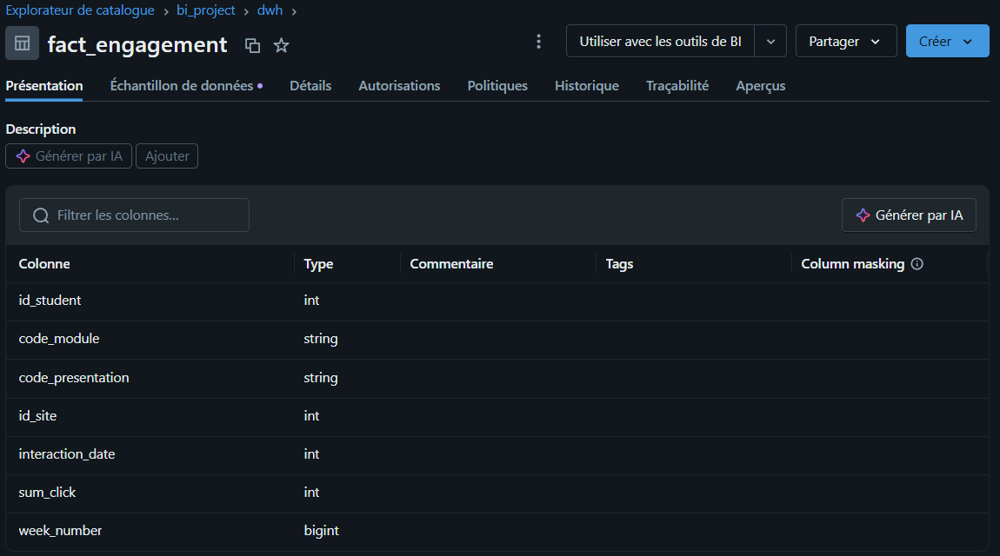 Explorateur de catalogue > bi_project > dwh >
fact_engagement
Utiliser avec les outils de BI
Partager
Créer
Présentation Échantillon de données Détails Autorisations Politiques Historique Traçabilité Aperçus
Description
Générer par IA Ajouter
Filtrer les colonnes... Générer par IA
Colonne Type Commentaire Tags Column masking
id_student int
code_module string
code_presentation string
id_site int
interaction_date int
sum_click int
week_number bigint